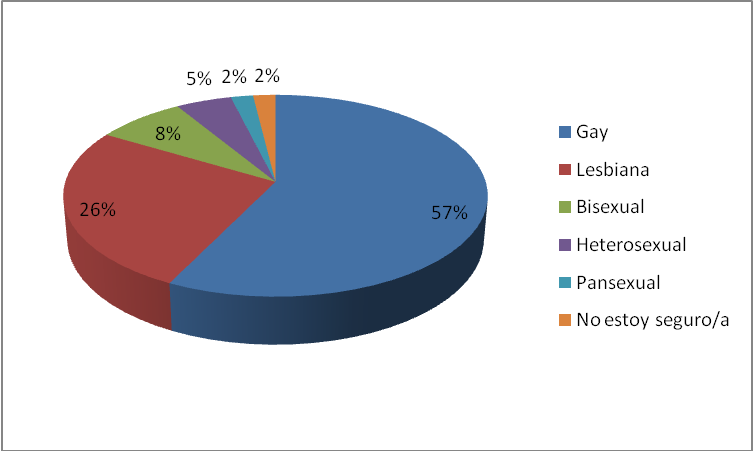 5% 2% 2%
8%
26%
57%
Gay
Lesbiana
Bisexual
Heterosexual
Pansexual
No estoy seguro/a